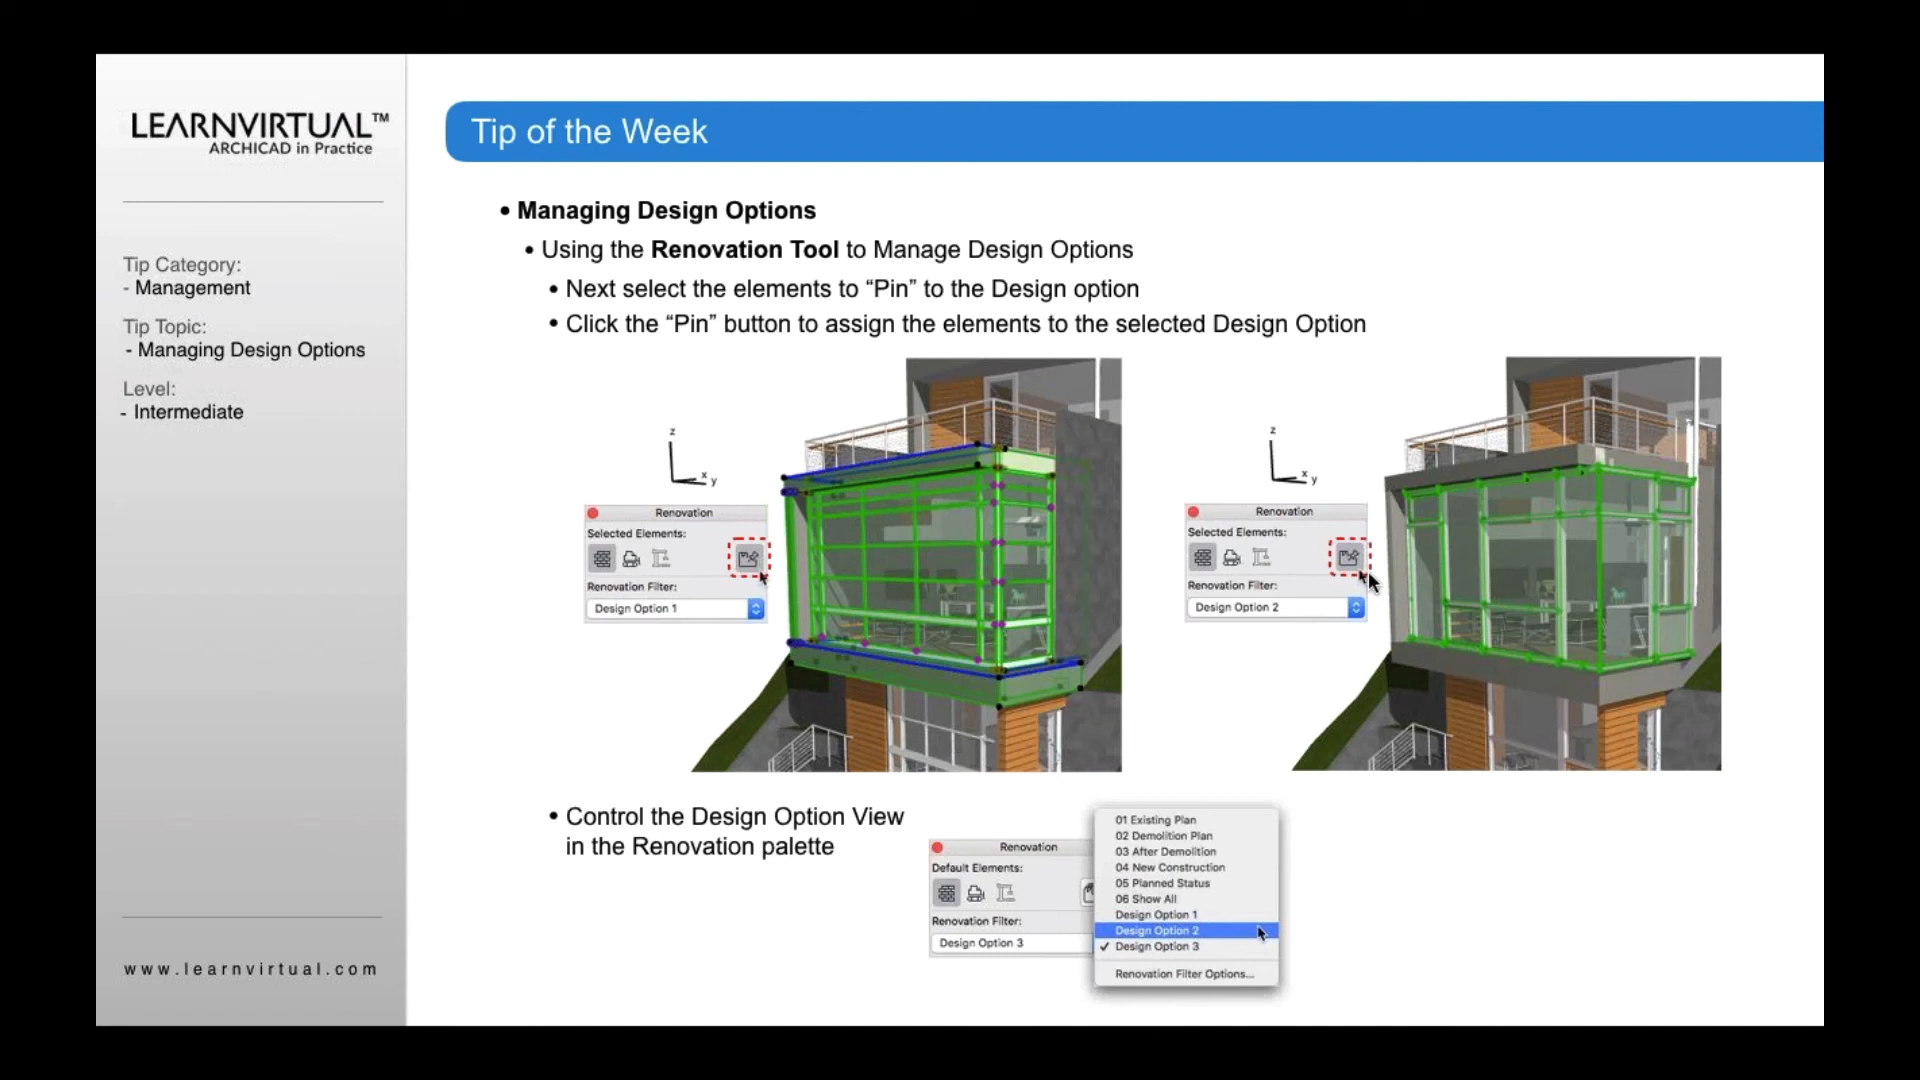 LEARNVIRTUAL™
ARCHICAD in Practice
Tip Category:
- Management
Tip Topic:
- Managing Design Options
Level:
- Intermediate
www.learnvirtual.com
Tip of the Week
• Managing Design Options
• Using the Renovation Tool to Manage Design Options
• Next select the elements to “Pin” to the Design option
• Click the “Pin” button to assign the elements to the selected Design Option
z
x
y
Renovation
Selected Elements:
Renovation Filter:
Design Option 1
z
x
y
Renovation
Selected Elements:
Renovation Filter:
Design Option 2
• Control the Design Option View
in the Renovation palette
Renovation
Default Elements:
Renovation Filter:
Design Option 3
01 Existing Plan
02 Demolition Plan
03 After Demolition
04 New Construction
05 Planned Status
06 Show All
Design Option 1
Design Option 2
✓ Design Option 3
Renovation Filter Options...